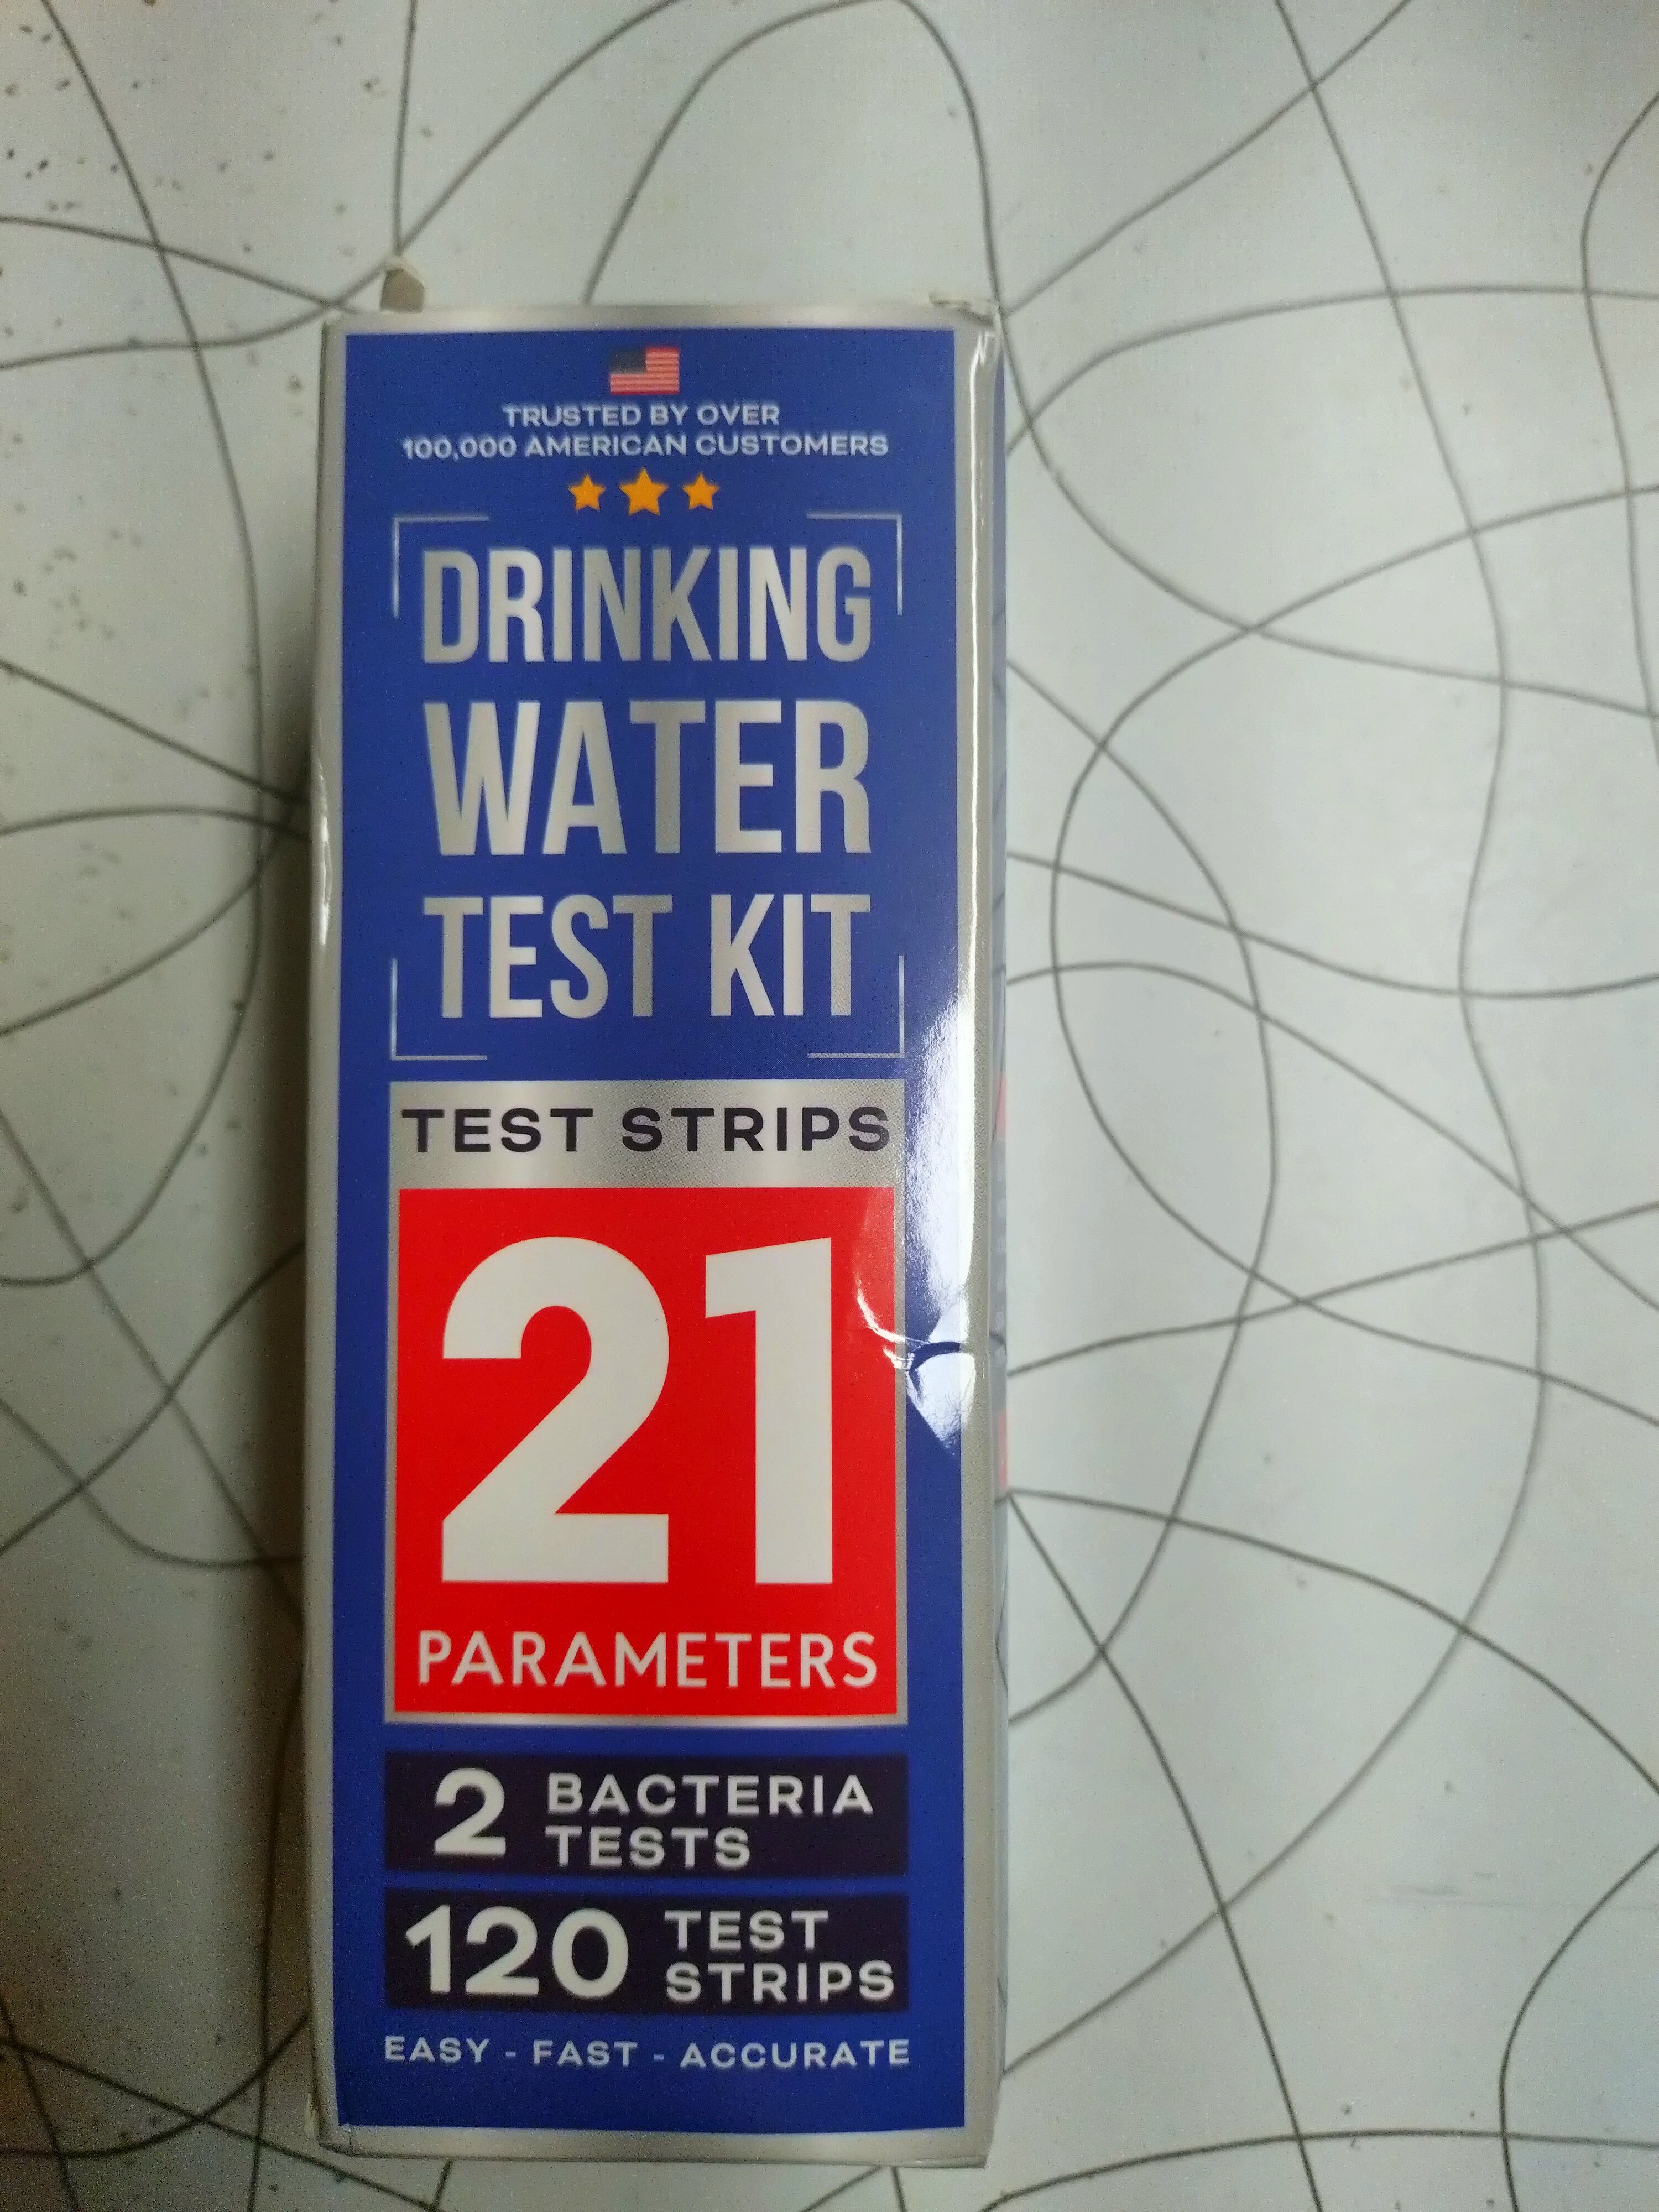 TRUSTED BY OVER
100,000 AMERICAN CUSTOMERS
DRINKING
WATER
TEST KIT
TEST STRIPS
21
PARAMETERS
2 BACTERIA
TESTS
120 TEST
STRIPS
EASY - FAST - ACCURATE